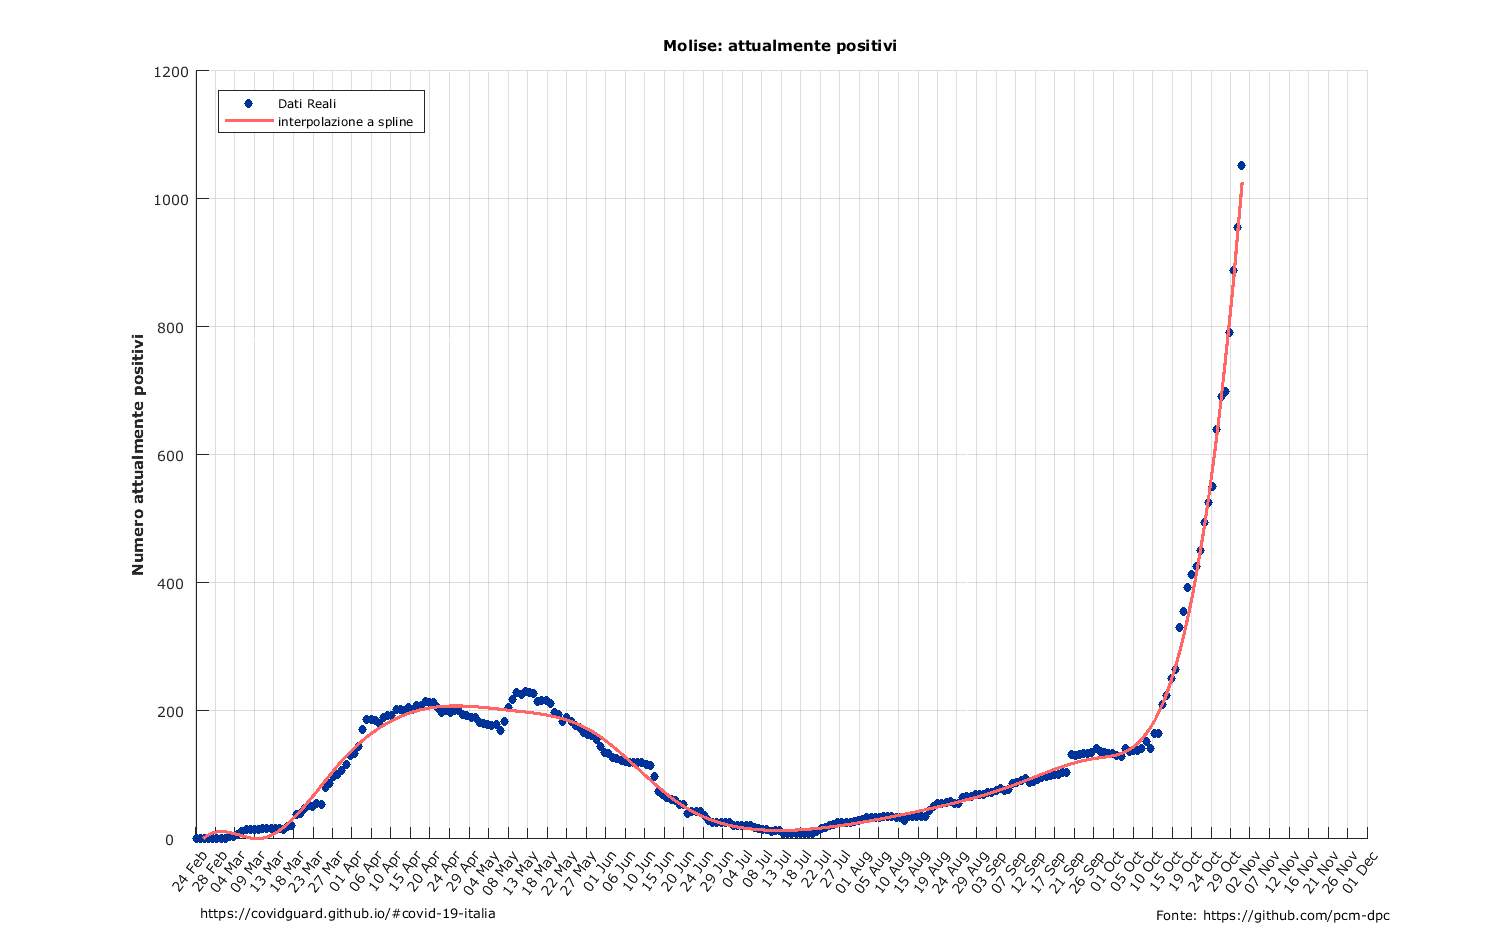 Molise: attualmente positivi
Dati Reali
interpolazione a spline
Numero attualmente positivi
1200
1000
800
600
400
200
0
24 Feb
28 Feb
04 Mar
09 Mar
13 Mar
18 Mar
23 Mar
27 Mar
01 Apr
06 Apr
10 Apr
15 Apr
20 Apr
24 Apr
29 Apr
04 May
08 May
13 May
18 May
22 May
27 May
01 Jun
06 Jun
10 Jun
15 Jun
20 Jun
24 Jun
29 Jun
04 Jul
08 Jul
13 Jul
18 Jul
22 Jul
27 Jul
01 Aug
05 Aug
10 Aug
15 Aug
19 Aug
24 Aug
29 Aug
03 Sep
07 Sep
12 Sep
17 Sep
21 Sep
26 Sep
01 Oct
05 Oct
10 Oct
15 Oct
19 Oct
24 Oct
29 Oct
02 Nov
07 Nov
12 Nov
16 Nov
21 Nov
26 Nov
01 Dec
https://covidguard.github.io/#covid-19-italia
Fonte: https://github.com/pcm-dpc